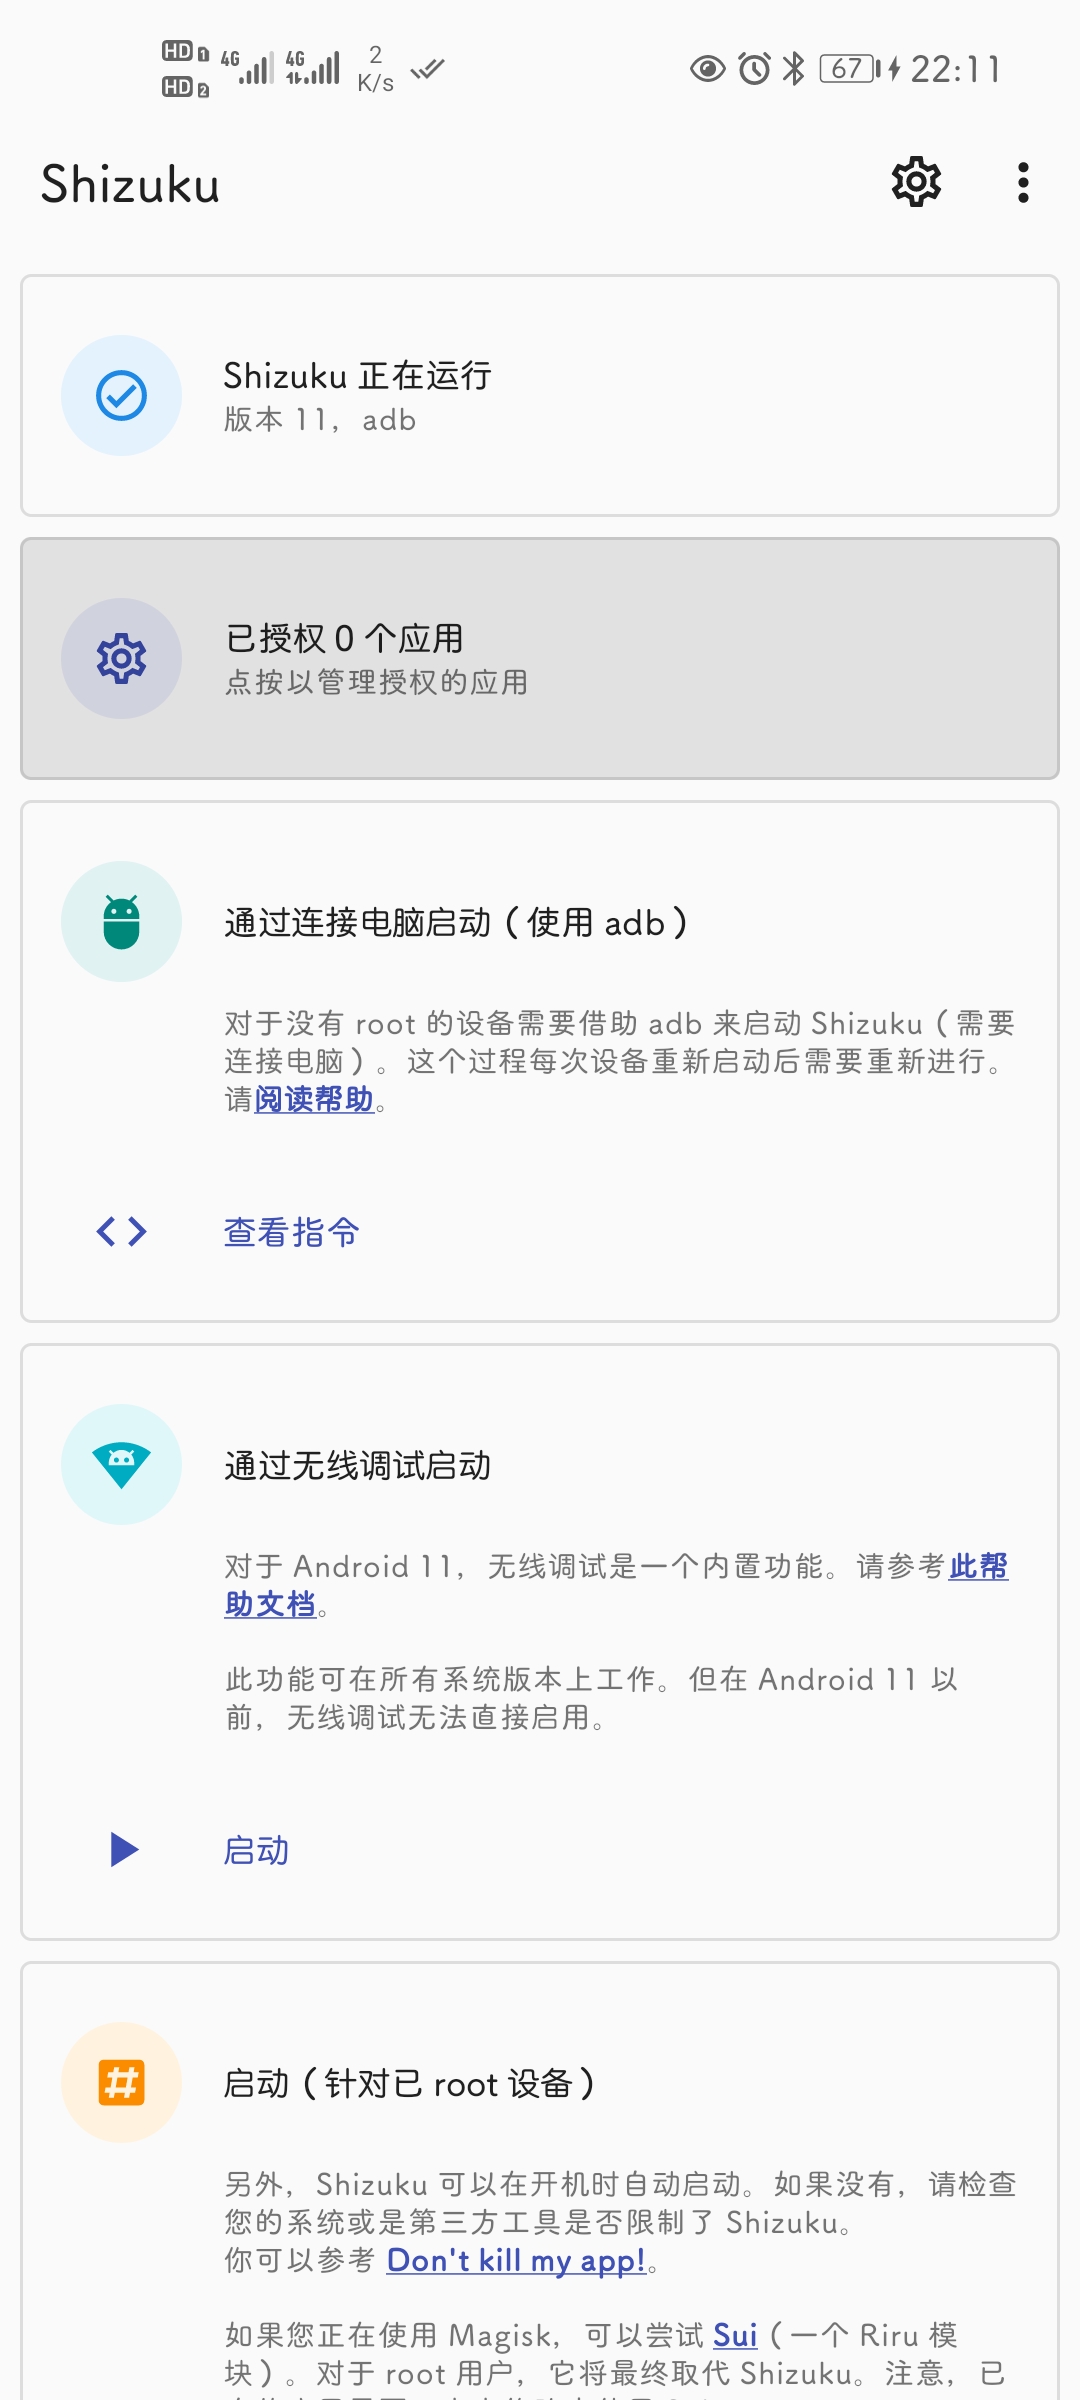 HD 1 4G 4G 2 K/s 67 22:11
HD 2
Shizuku
Shizuku 正在运行
版本 11，adb
已授权 0 个应用
点按以管理授权的应用
通过连接电脑启动（使用 adb）
对于没有 root 的设备需要借助 adb 来启动 Shizuku（需要
连接电脑）。这个过程每次设备重新启动后需要重新进行。
请阅读帮助。
查看指令
通过无线调试启动
对于 Android 11，无线调试是一个内置功能。请参考此帮
助文档。
此功能可在所有系统版本上工作。但在 Android 11 以
前，无线调试无法直接启用。
启动
启动（针对已 root 设备）
另外，Shizuku 可以在开机时自动启动。如果没有，请检查
您的系统或是第三方工具是否限制了 Shizuku。
你可以参考 Don't kill my app!。
如果您正在使用 Magisk，可以尝试 Sui（一个 Riru 模
块）。对于 root 用户，它将最终取代 Shizuku。注意，已